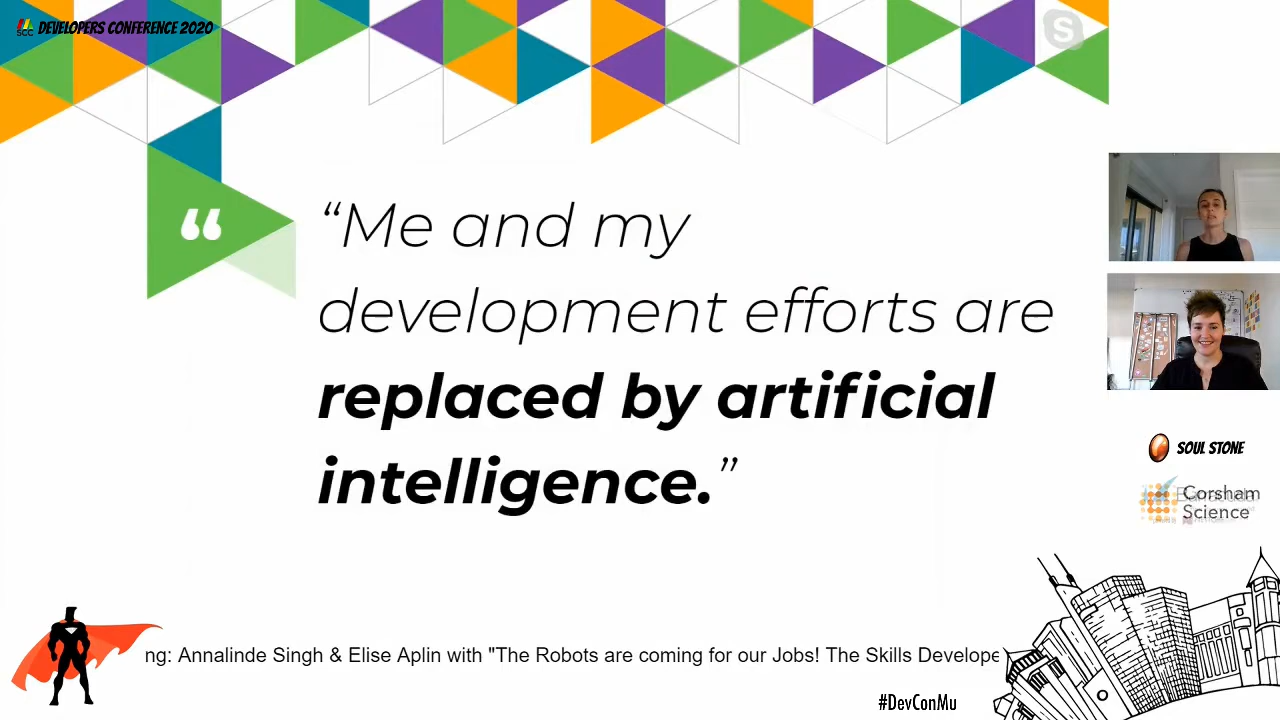 SCC DEVELOPERS CONFERENCE 2020
S
“
“Me and my
development efforts are
replaced by artificial
intelligence.”
SOUL STONE
Corsham
Science
ng: Annalinde Singh & Elise Aplin with "The Robots are coming for our Jobs! The Skills Develope
#DevConMu